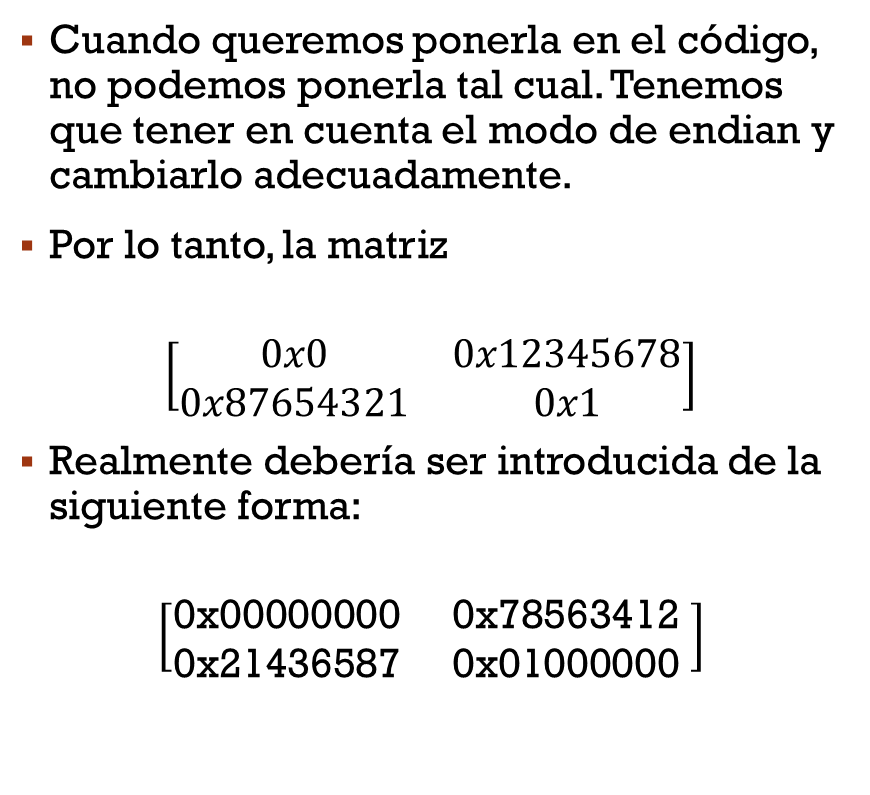 ▪ Cuando queremos ponerla en el código,
no podemos ponerla tal cual. Tenemos
que tener en cuenta el modo de endian y
cambiarlo adecuadamente.
▪ Por lo tanto, la matriz
[ 0x0 0x12345678 ]
[ 0x87654321 0x1 ]
▪ Realmente debería ser introducida de la
siguiente forma:
[ 0x00000000 0x78563412 ]
[ 0x21436587 0x01000000 ]